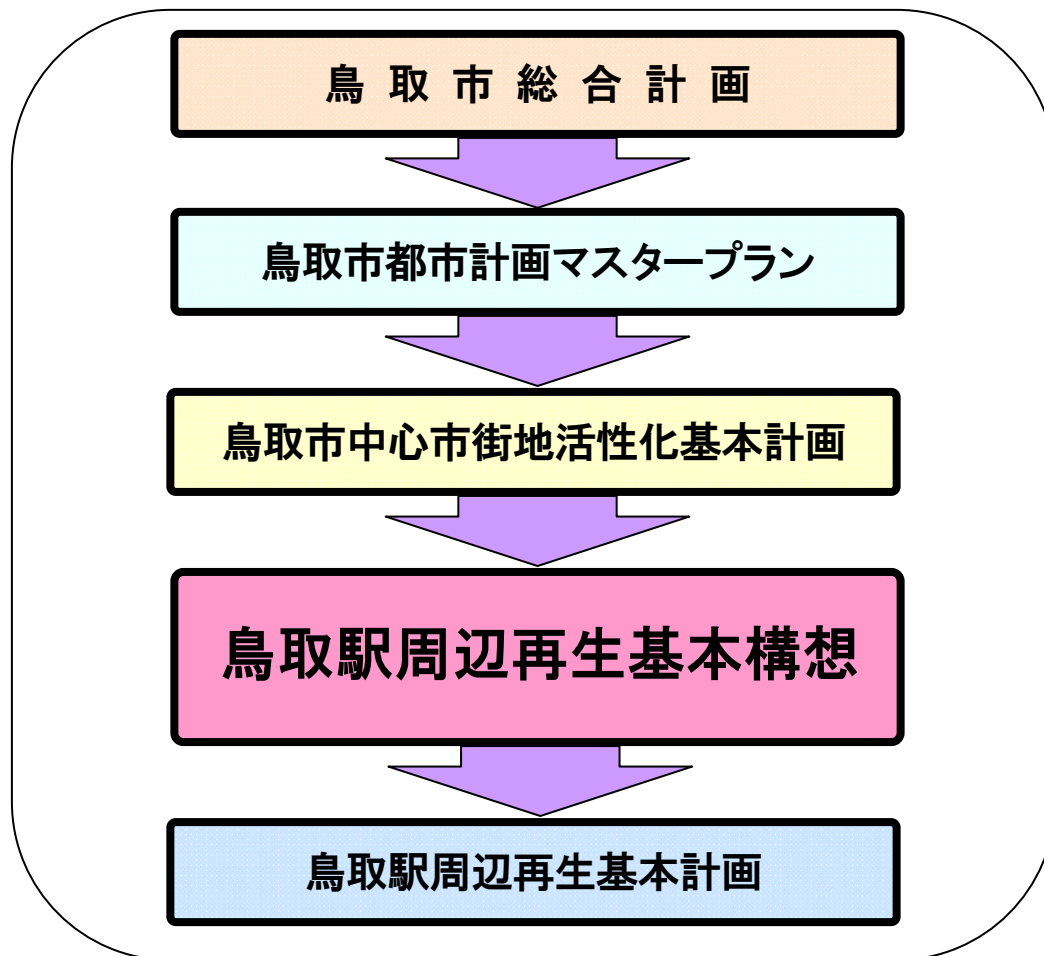 鳥取市総合計画
鳥取市都市計画マスタープラン
鳥取市中心市街地活性化基本計画
鳥取駅周辺再生基本構想
鳥取駅周辺再生基本計画